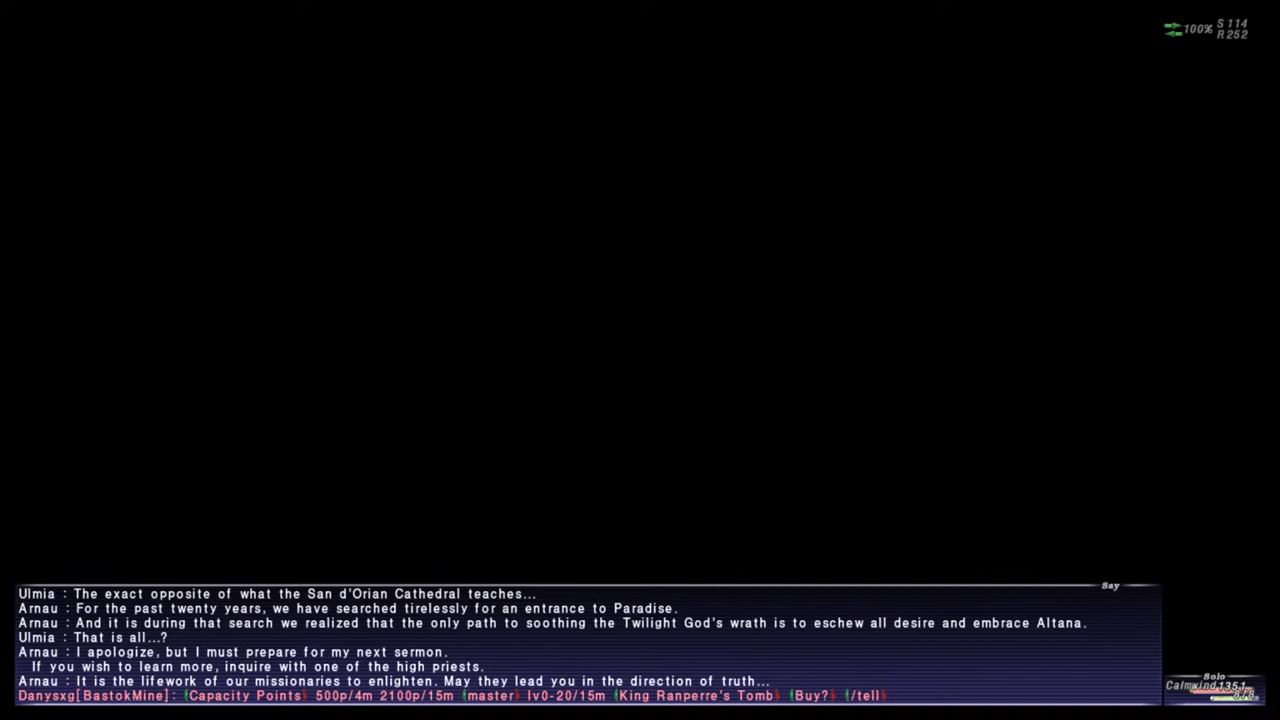 100% S 114
R 252
Say
Ulmia : The exact opposite of what the San d'Orian Cathedral teaches...
Arnau : For the past twenty years, we have searched tirelessly for an entrance to Paradise.
Arnau : And it is during that search we realized that the only path to soothing the Twilight God's wrath is to eschew all desire and embrace Altana.
Ulmia : That is all...?
Arnau : I apologize, but I must prepare for my next sermon.
If you wish to learn more, inquire with one of the high priests.
Arnau : It is the lifework of our missionaries to enlighten. May they lead you in the direction of truth...
Danysxg[BastokMine]: (Capacity Points) 500p/4m 2100p/15m (master) lv0-20/15m (King Ranperre's Tomb) (Buy?) (/tell)
Solo
Calmwind 1351